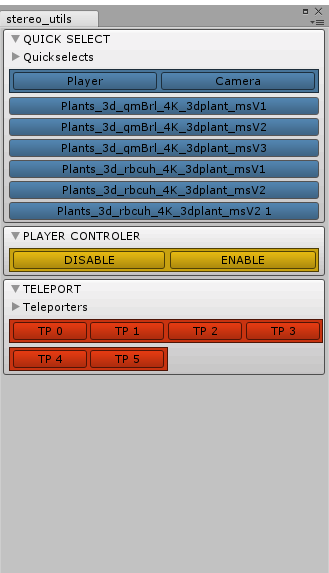 stereo_utils
QUICK SELECT
Quickselects
Player Camera
Plants_3d_qmBrl_4K_3dplant_msV1
Plants_3d_qmBrl_4K_3dplant_msV2
Plants_3d_qmBrl_4K_3dplant_msV3
Plants_3d_rbcuh_4K_3dplant_msV1
Plants_3d_rbcuh_4K_3dplant_msV2
Plants_3d_rbcuh_4K_3dplant_msV2 1
PLAYER CONTROLER
DISABLE ENABLE
TELEPORT
Teleporters
TP 0 TP 1 TP 2 TP 3
TP 4 TP 5